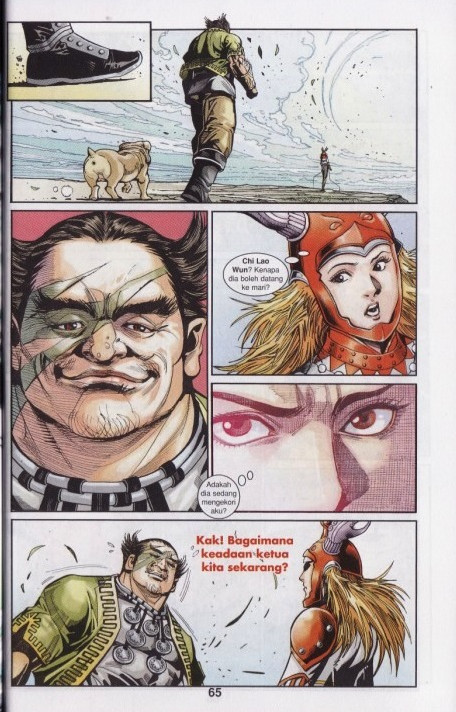 Chi Lao
Wun? Kenapa
dia boleh datang
ke mari?
Adakah
dia sedang
mengekori
aku?
Kak! Bagaimana
keadaan ketua
kita sekarang?
65